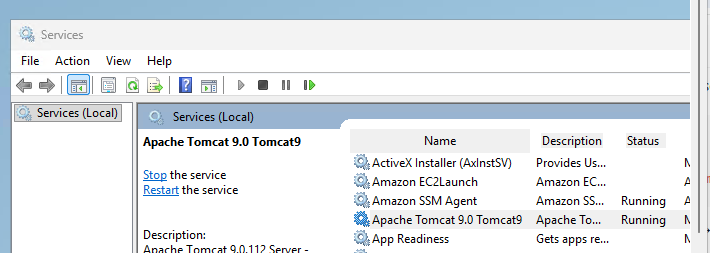 Services
File Action View Help
Services (Local)
Services (Local)
Apache Tomcat 9.0 Tomcat9
Stop the service
Restart the service
Description:
Apache Tomcat 9.0.112 Server -
Name Description Status
ActiveX Installer (AxInstSV) Provides Us...
Amazon EC2Launch Amazon EC...
Amazon SSM Agent Amazon SS... Running
Apache Tomcat 9.0 Tomcat9 Apache To... Running
App Readiness Gets apps re...